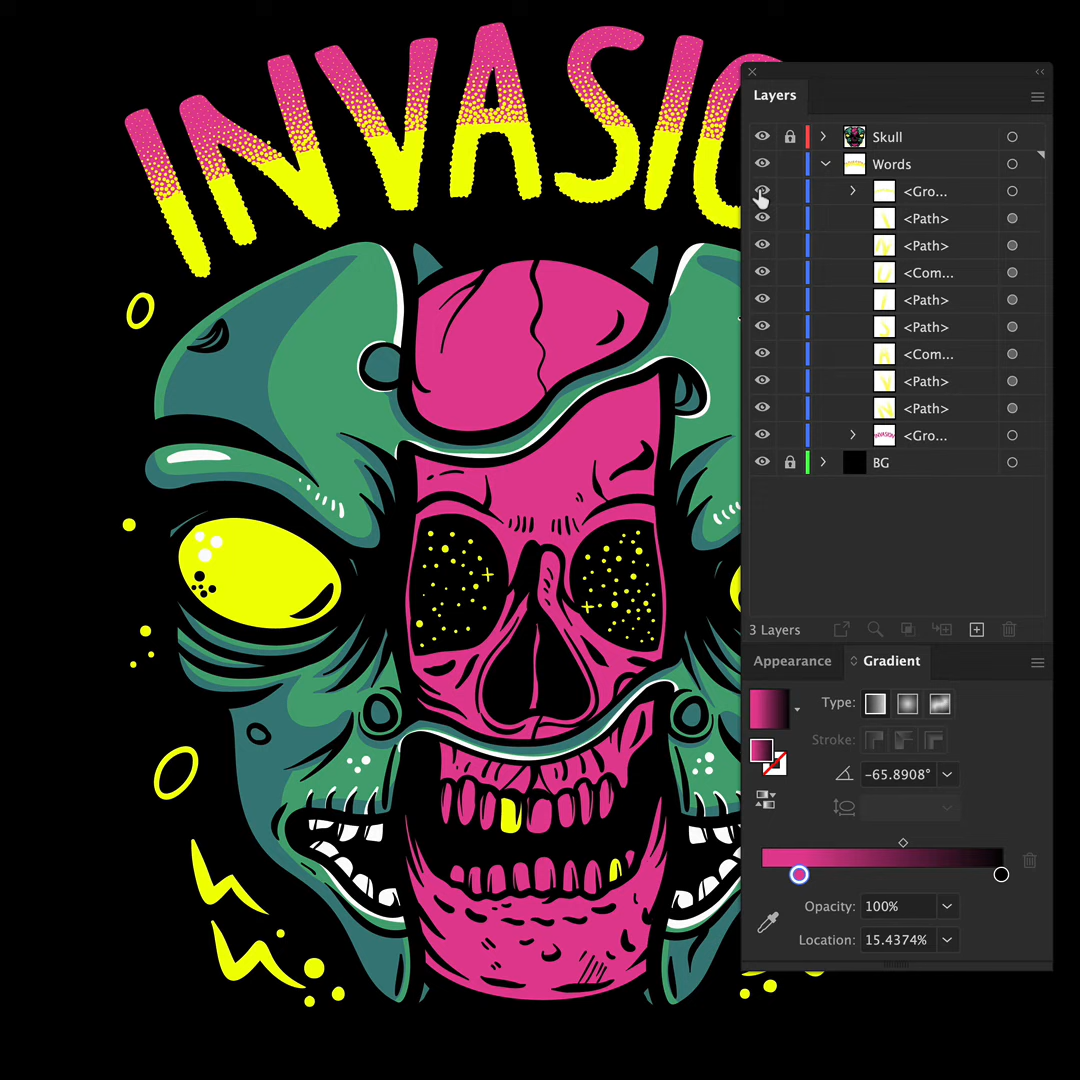 INVASIO
Layers
Skull
Words
<Gro...
<Path>
<Path>
<Com...
<Path>
<Path>
<Com...
<Path>
<Path>
<Gro...
BG
3 Layers
Appearance
Gradient
Type:
Stroke:
-65.8908°
Opacity: 100%
Location: 15.4374%